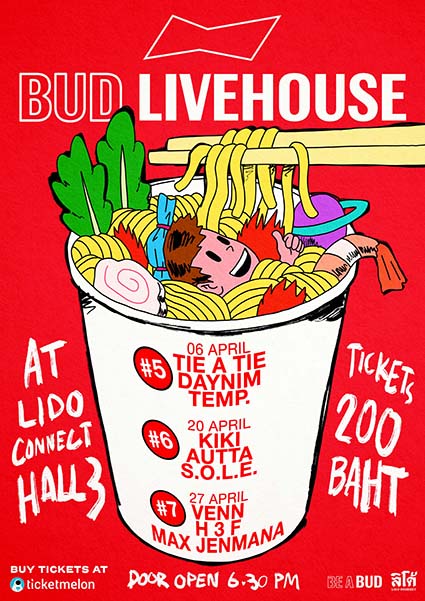 BUD LIVEHOUSE
AT
LIDO
CONNECT
HALL 3
#5
06 APRIL
TIE A TIE
DAYNIM
TEMP.
#6
20 APRIL
KIKI
AUTTA
S.O.L.E.
#7
27 APRIL
VENN
H 3 F
MAX JENMANA
TICKETS
200
BAHT
BUY TICKETS AT
ticketmelon
DOOR OPEN 6.30 PM
BE A BUD
ลิโด้